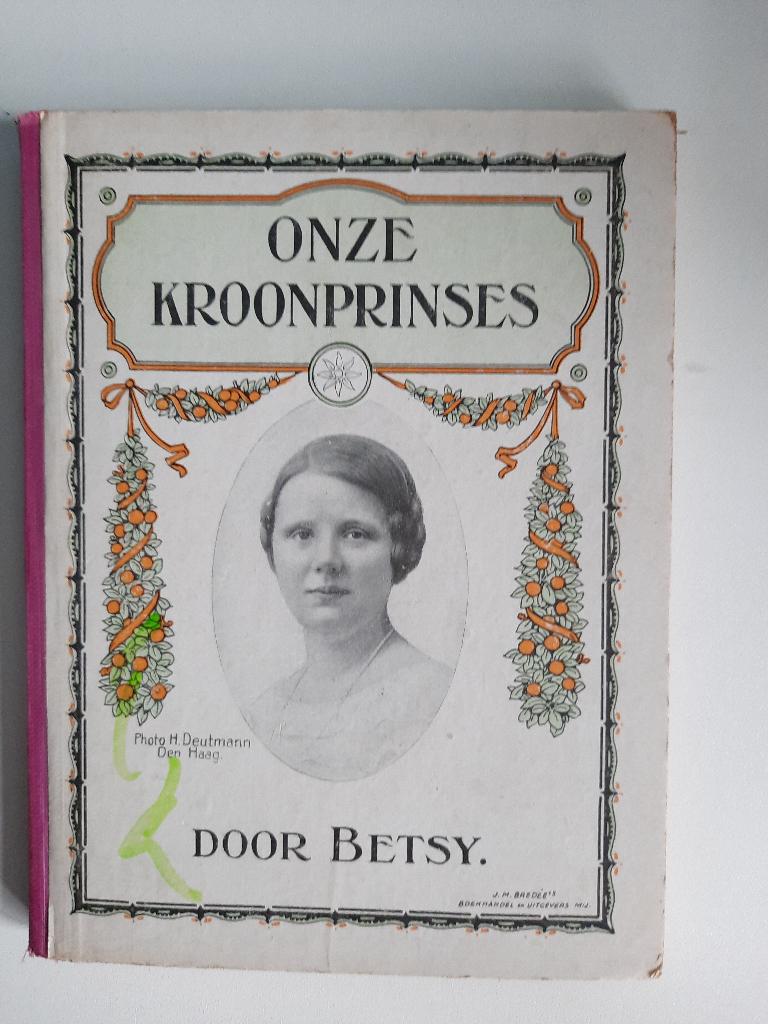 ONZE
KROONPRINSES
Photo H. Deutmann
Den Haag.
DOOR BETSY.
J. M. BREDÉE'S
BOEKHANDEL EN UITGEVERS MIJ.